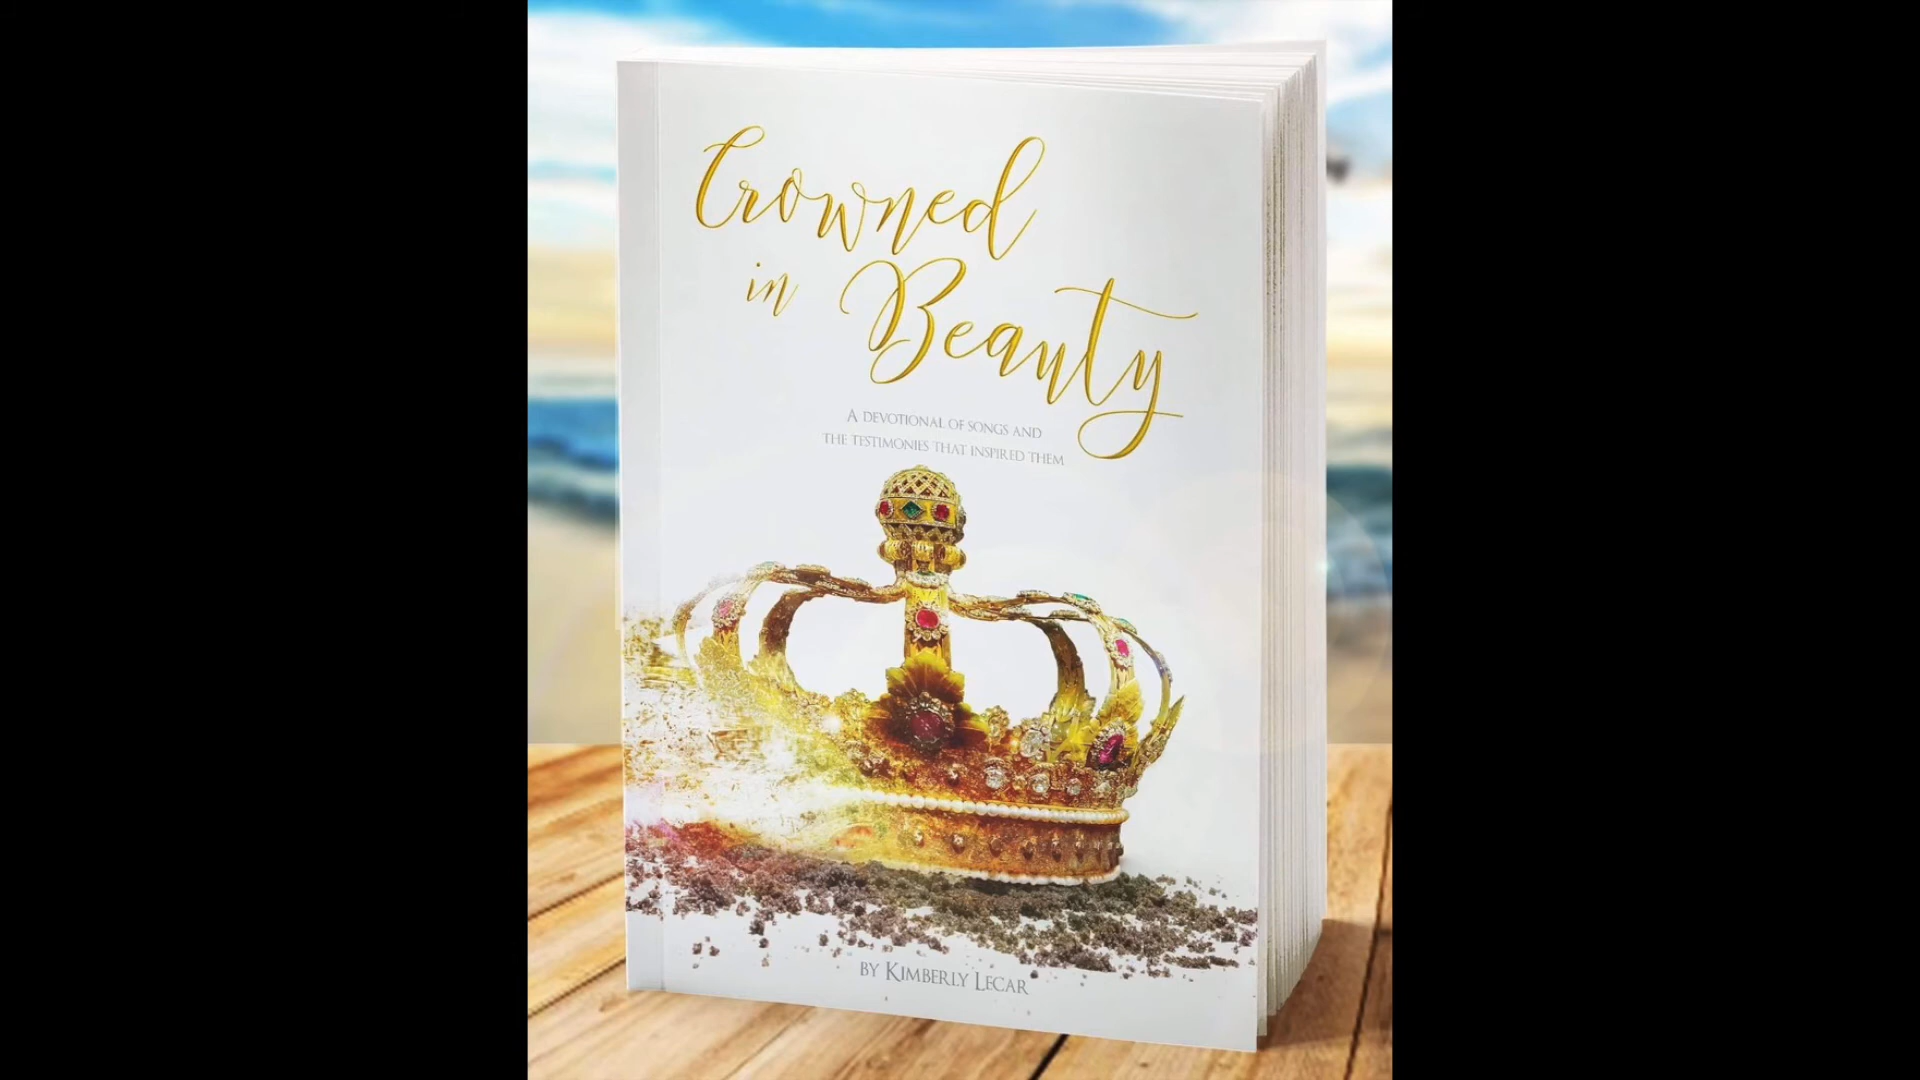 Crowned
in Beauty
A DEVOTIONAL OF SONGS AND
THE TESTIMONIES THAT INSPIRED THEM
BY KIMBERLY LECAR